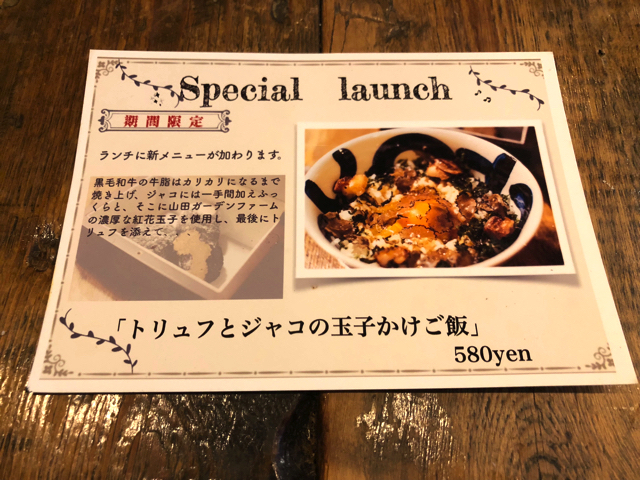 Special launch
期間限定
ランチに新メニューが加わります。
黒毛和牛の牛脂はカリカリになるまで
焼き上げ、ジャコには一手間加えふっ
くらと、そこに山田ガーデンファーム
の濃厚な紅花玉子を使用し、最後にト
リュフを添えて．．．
「トリュフとジャコの玉子かけご飯」
580yen